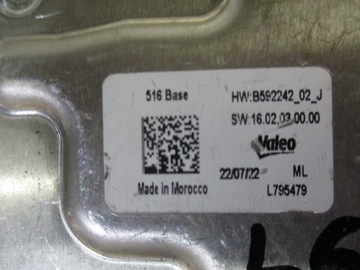 516 Base HW:B592242_02_J
SW:16.02.03.00.00
Valeo
22/07/22 ML
Made in Morocco L795479